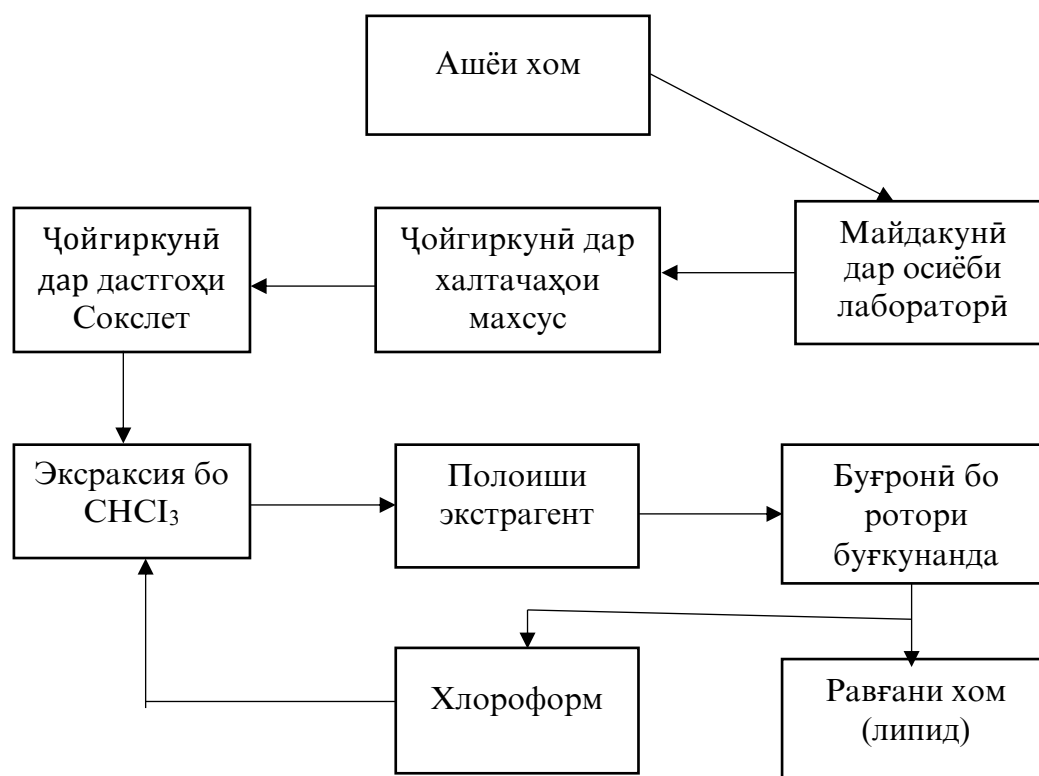 Ашёи хом
Майдакунӣ
дар осиёби
лабораторӣ
Ҷойгиркунӣ дар
халтачаҳои
махсус
Ҷойгиркунӣ
дар дастгоҳи
Сокслет
Эксраксия бо
CHCI₃
Полоиши
экстрагент
Буғронӣ бо
ротори
буғкунанда
Хлороформ
Равғани хом
(липид)